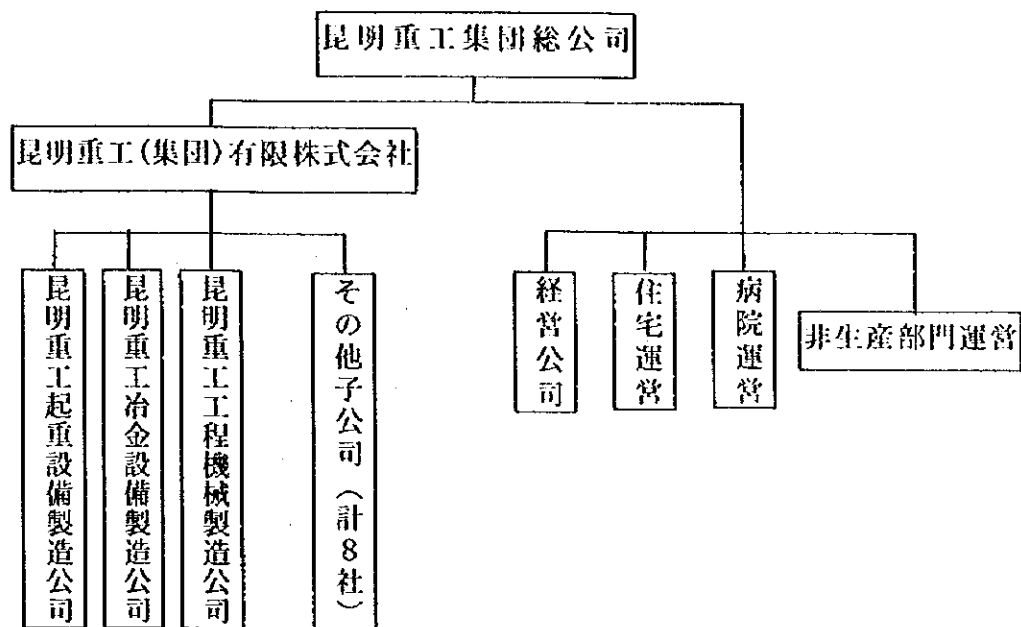 昆明重工集団総公司
昆明重工(集団)有限株式会社
昆明重工起重設備製造公司
昆明重工冶金設備製造公司
昆明重工工程機械製造公司
その他子公司（計8社）
経営公司
住宅運営
病院運営
非生産部門運営